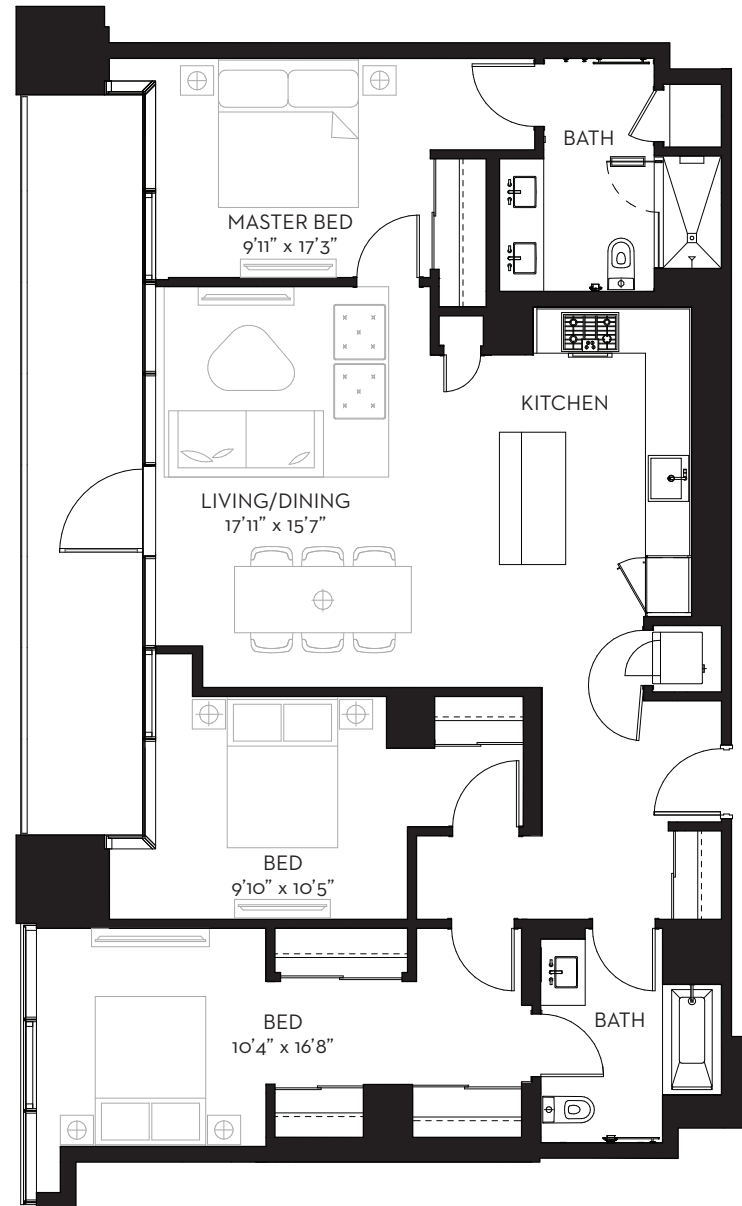 BATH
MASTER BED
9'11" x 17'3"
KITCHEN
LIVING/DINING
17'11" x 15'7"
BED
9'10" x 10'5"
BED
10'4" x 16'8"
BATH